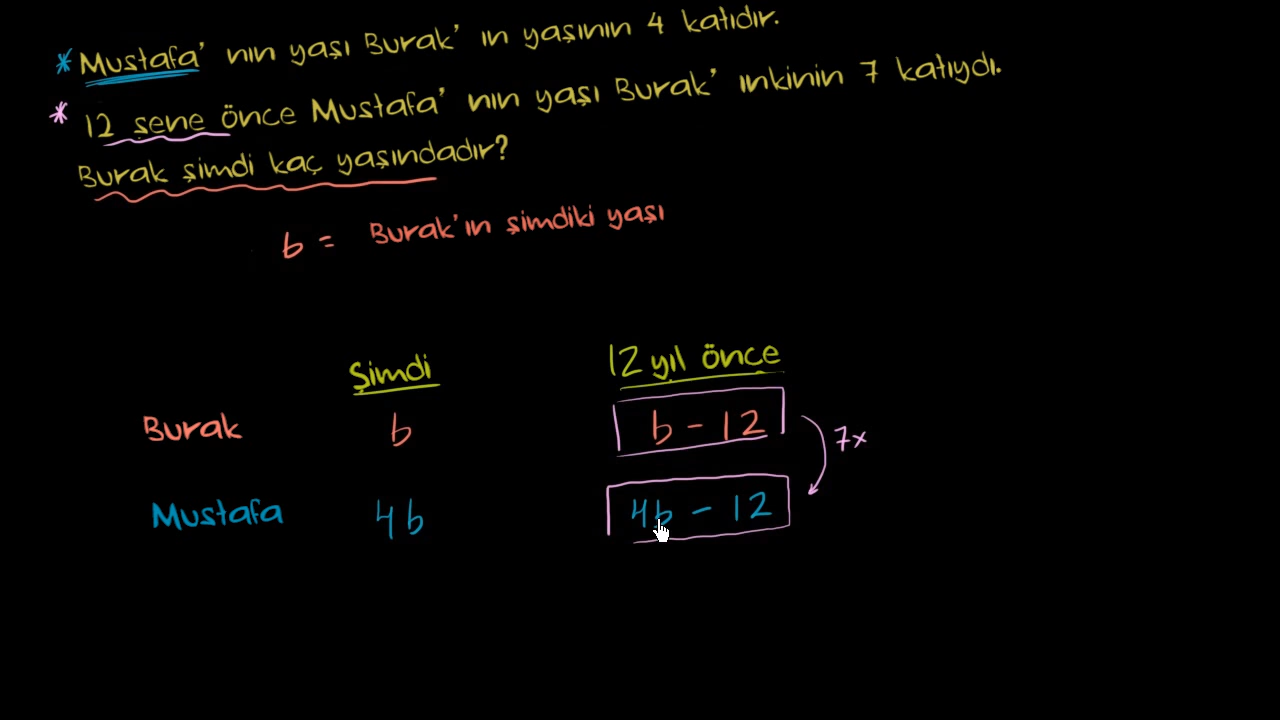 * Mustafa' nın yaşı Burak' ın yaşının 4 katıdır.
* 12 sene önce Mustafa' nın yaşı Burak' ınkinin 7 katıydı.
Burak şimdi kaç yaşındadır?
b = Burak'ın şimdiki yaşı
Şimdi 12 yıl önce
Burak b b - 12
7x
Mustafa 4b 4b - 12